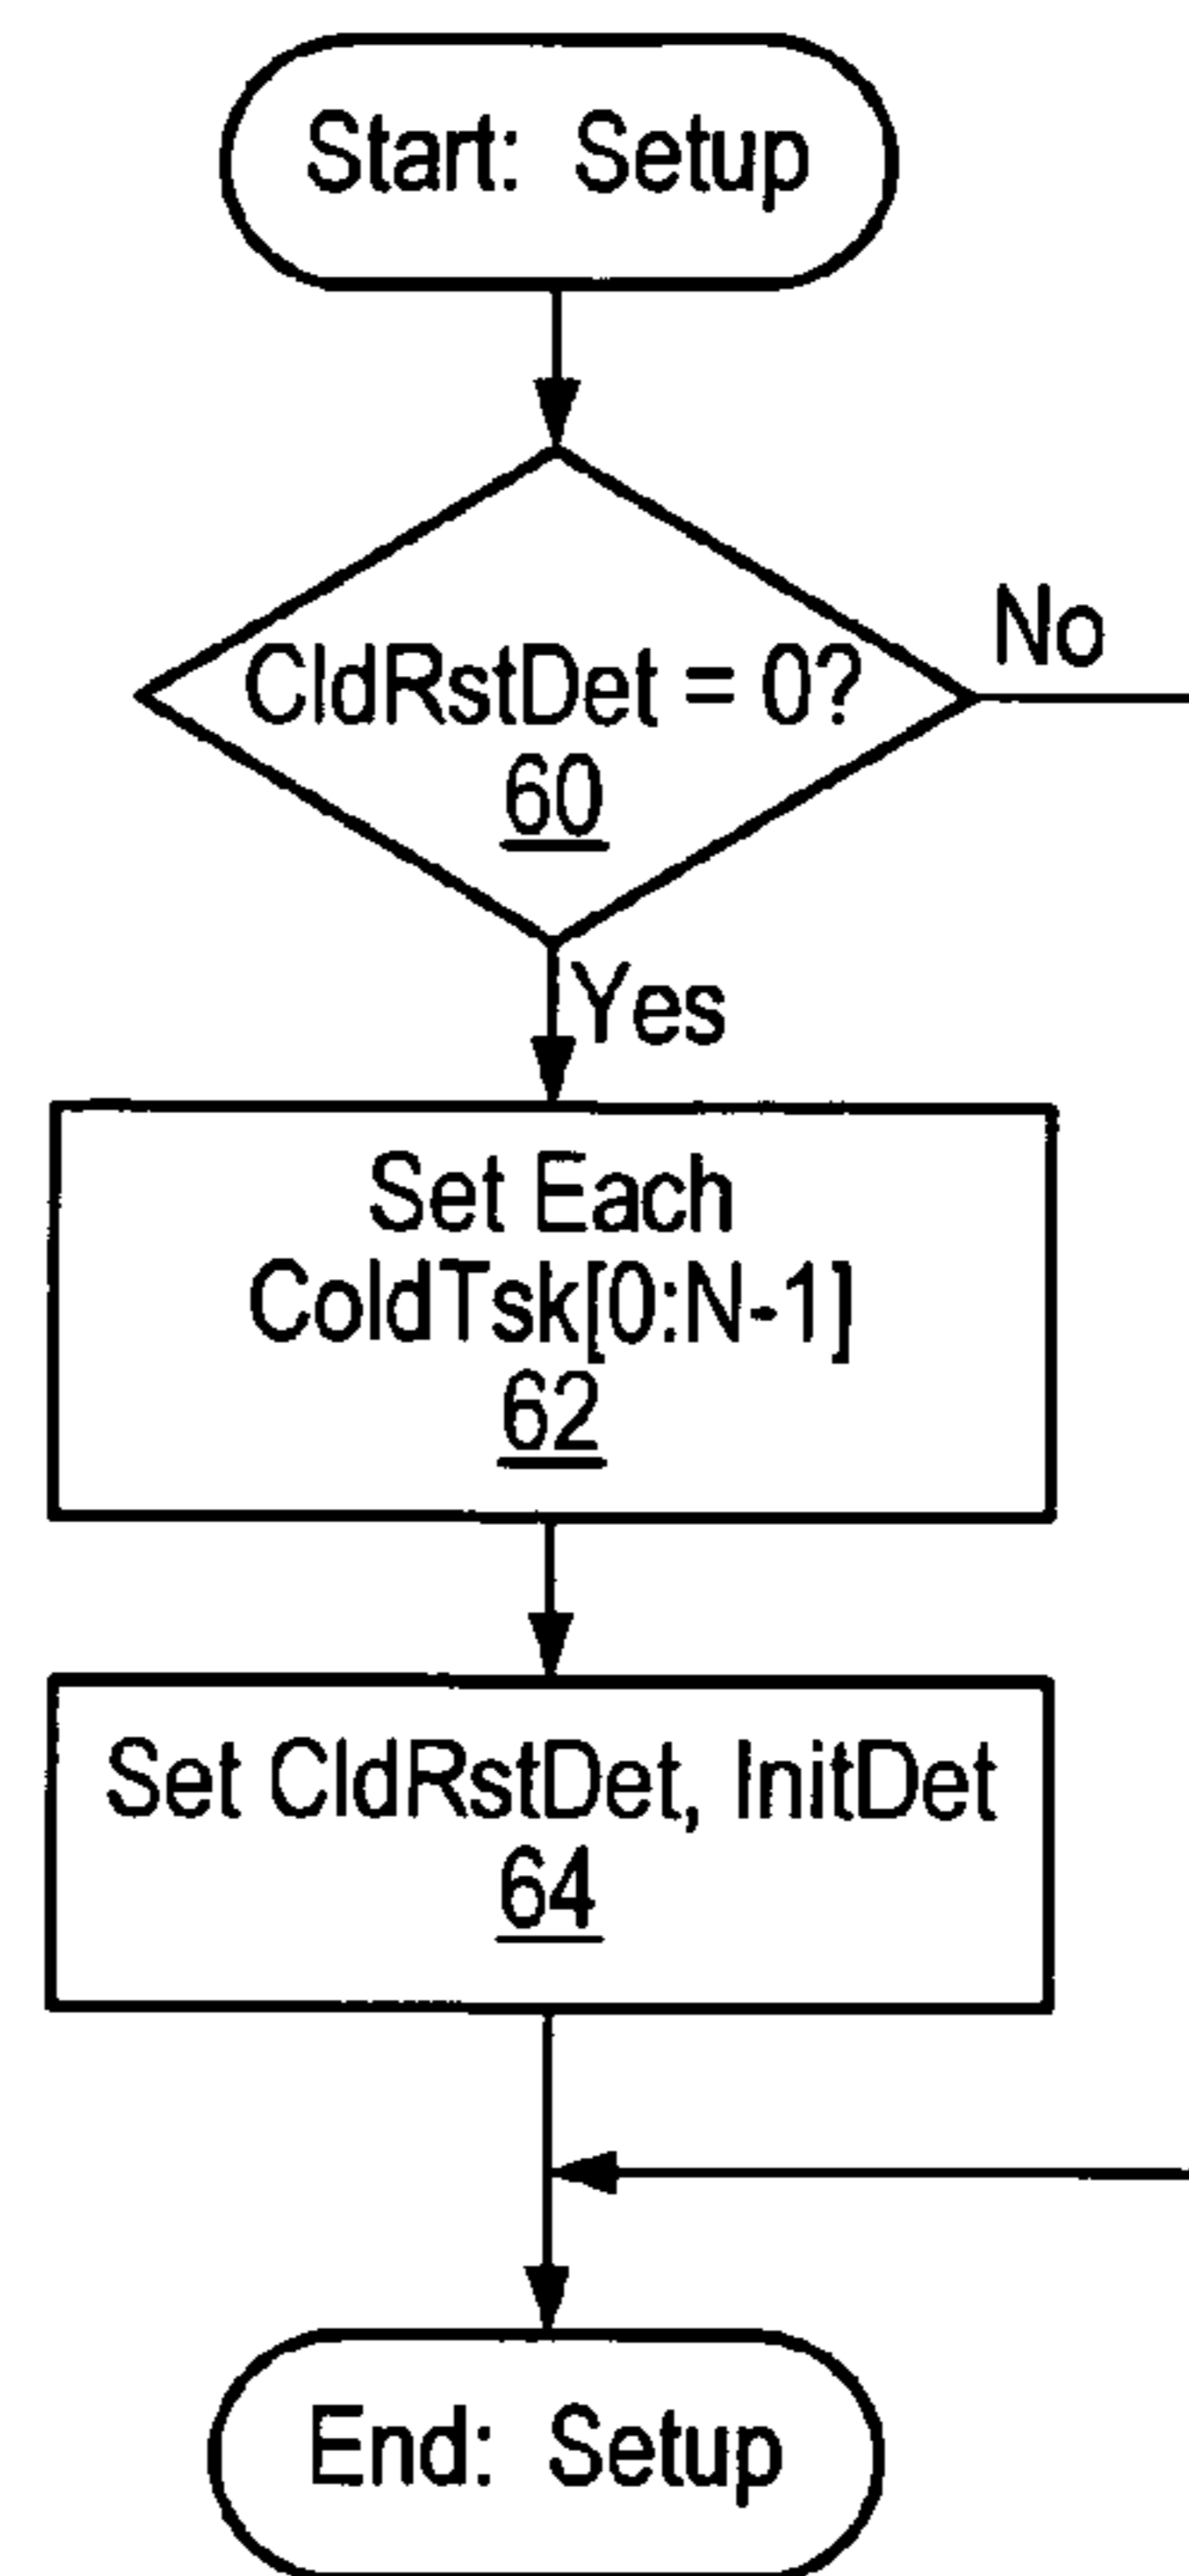 Start: Setup
CldRstDet = 0?
60
No
Yes
Set Each
ColdTsk[0:N-1]
62
Set CldRstDet, InitDet
64
End: Setup